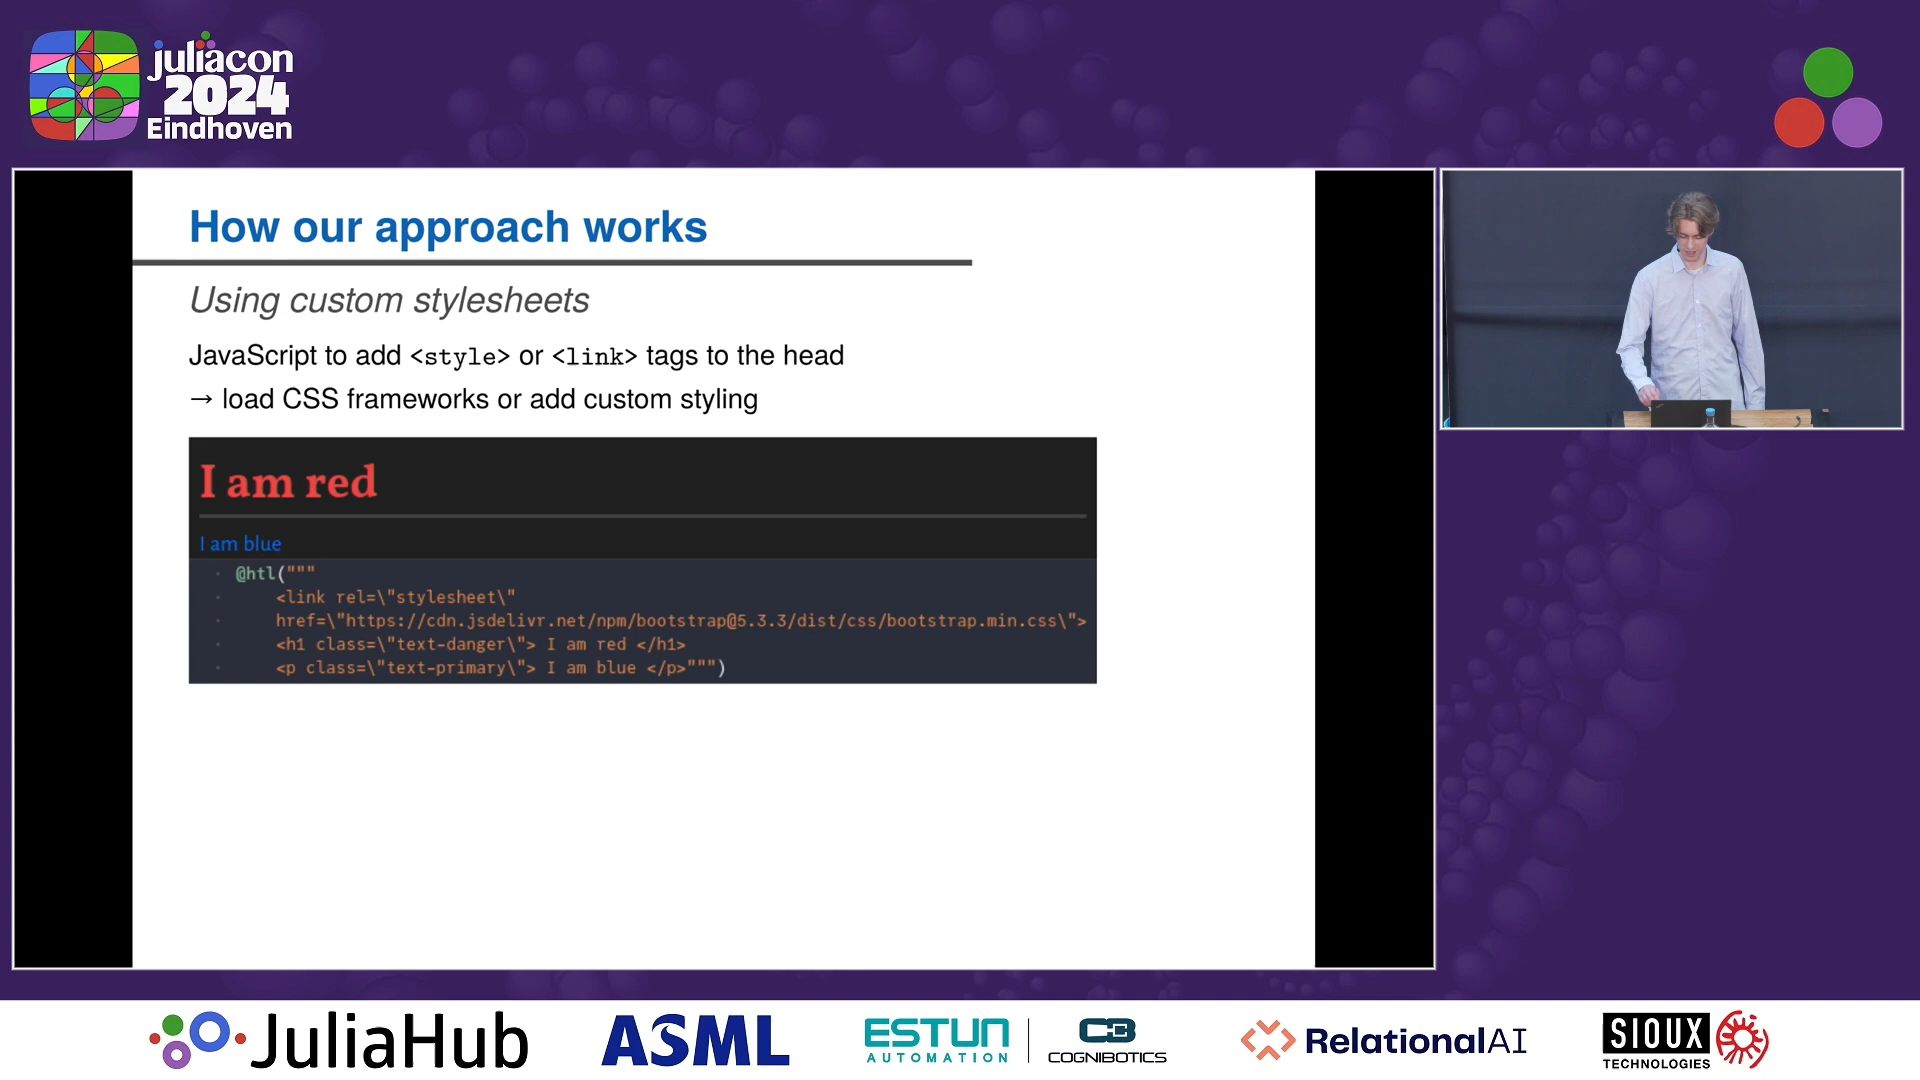 juliacon
2024
Eindhoven
How our approach works
Using custom stylesheets
JavaScript to add <style> or <link> tags to the head
→ load CSS frameworks or add custom styling
I am red
I am blue
@htl("""
<link rel=\"stylesheet\"
href=\"https://cdn.jsdelivr.net/npm/bootstrap@5.3.3/dist/css/bootstrap.min.css\">
<h1 class=\"text-danger\"> I am red </h1>
<p class=\"text-primary\"> I am blue </p>""")
JuliaHub
ASML
ESTUN
AUTOMATION
COGNIBOTICS
RelationalAI
SIOUX
TECHNOLOGIES